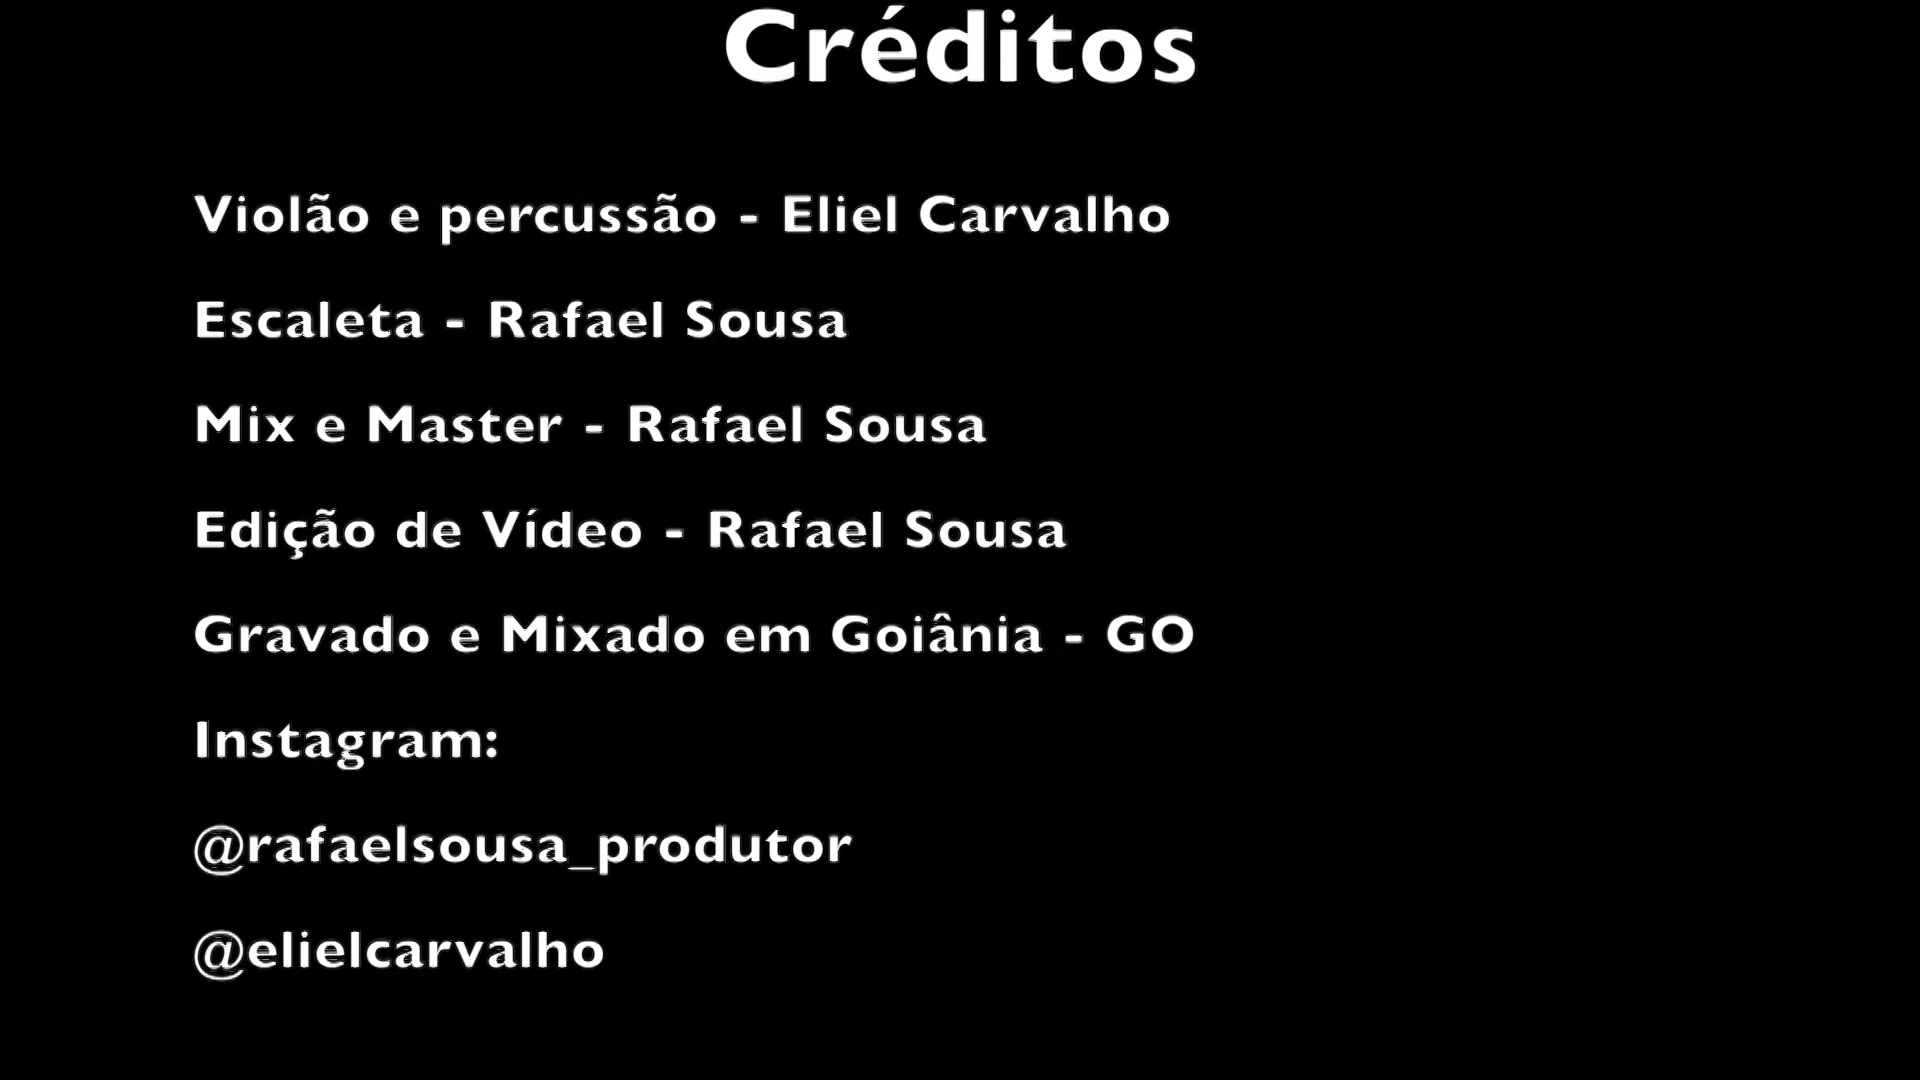 Créditos
Violão e percussão - Eliel Carvalho
Escaleta - Rafael Sousa
Mix e Master - Rafael Sousa
Edição de Vídeo - Rafael Sousa
Gravado e Mixado em Goiânia - GO
Instagram:
@rafaelsousa_produtor
@elielcarvalho